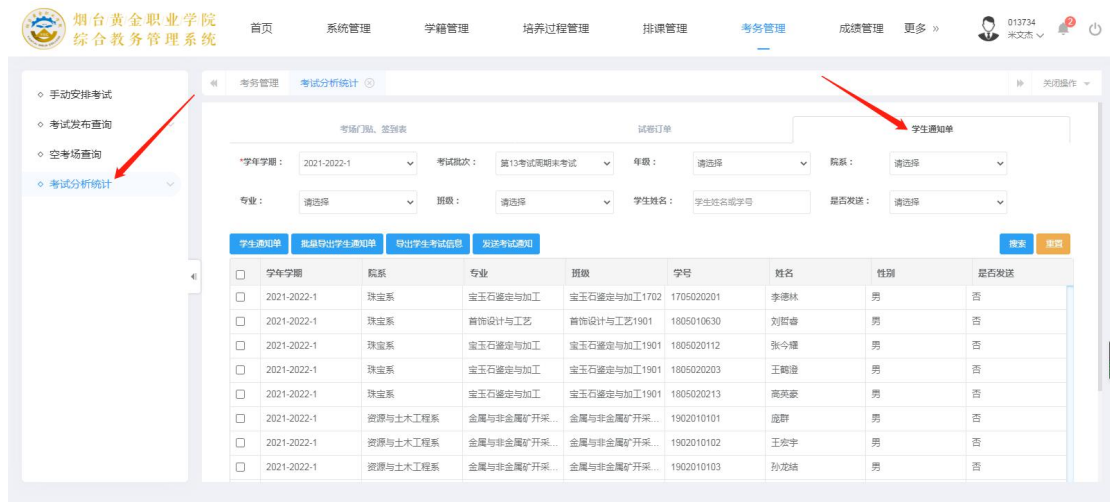 烟台黄金职业学院
综合教务管理系统
首页 系统管理 学籍管理 培养过程管理 排课管理 考务管理 成绩管理 更多 »
013734
米文杰
2
手动安排考试
考试发布查询
空考场查询
考试分析统计
考务管理 考试分析统计 关闭操作
考场门贴, 签到表 试卷订单 学生通知单
*学年学期： 2021-2022-1 考试批次： 第13考试周期末考试 年级： 请选择 院系： 请选择
专业： 请选择 班级： 请选择 学生姓名： 学生姓名或学号 是否发送： 请选择
学生通知单 批量导出学生通知单 导出学生考试信息 发送考试通知 搜索 重置
学年学期 院系 专业 班级 学号 姓名 性别 是否发送
2021-2022-1 珠宝系 宝玉石鉴定与加工 宝玉石鉴定与加工1702 1705020201 李德林 男 否
2021-2022-1 珠宝系 首饰设计与工艺 首饰设计与工艺1901 1805010630 刘哲睿 男 否
2021-2022-1 珠宝系 宝玉石鉴定与加工 宝玉石鉴定与加工1901 1805020112 张今耀 男 否
2021-2022-1 珠宝系 宝玉石鉴定与加工 宝玉石鉴定与加工1901 1805020203 王鹤澄 男 否
2021-2022-1 珠宝系 宝玉石鉴定与加工 宝玉石鉴定与加工1901 1805020213 高英豪 男 否
2021-2022-1 资源与土木工程系 金属与非金属矿开采... 金属与非金属矿开采... 1902010101 庞群 男 否
2021-2022-1 资源与土木工程系 金属与非金属矿开采... 金属与非金属矿开采... 1902010102 王宏宇 男 否
2021-2022-1 资源与土木工程系 金属与非金属矿开采... 金属与非金属矿开采... 1902010103 孙龙结 男 否